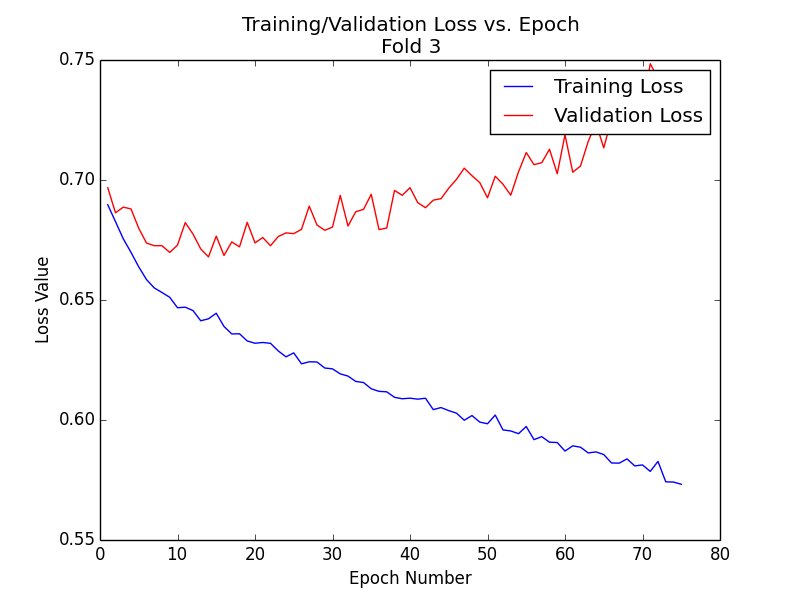 Training/Validation Loss vs. Epoch
Fold 3
Training Loss
Validation Loss
0.75
0.70
0.65
0.60
0.55
Loss Value
0 10 20 30 40 50 60 70 80
Epoch Number